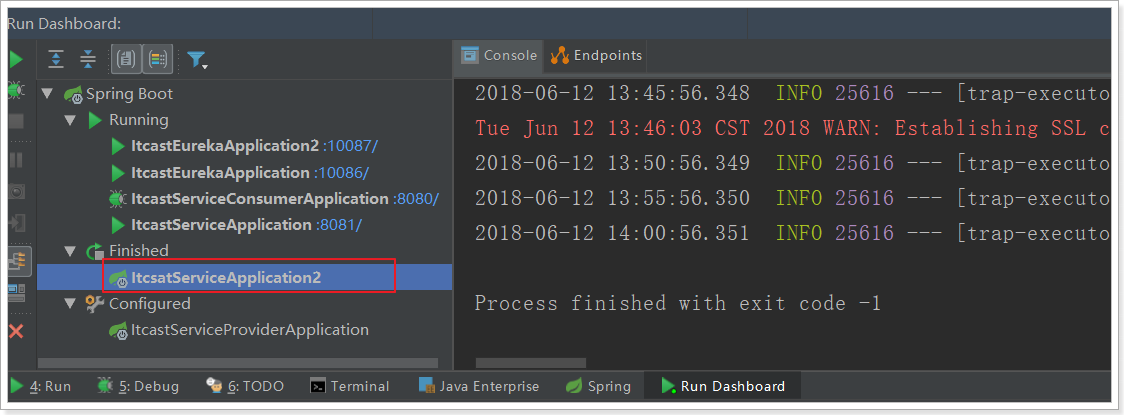 Run Dashboard:
Console
Endpoints
Spring Boot
Running
ItcastEurekaApplication2 :10087/
ItcastEurekaApplication :10086/
ItcastServiceConsumerApplication :8080/
ItcastServiceApplication :8081/
Finished
ItcsatServiceApplication2
Configured
ItcastServiceProviderApplication
2018-06-12 13:45:56.348 INFO 25616 --- [trap-executo
Tue Jun 12 13:46:03 CST 2018 WARN: Establishing SSL c
2018-06-12 13:50:56.349 INFO 25616 --- [trap-executo
2018-06-12 13:55:56.350 INFO 25616 --- [trap-executo
2018-06-12 14:00:56.351 INFO 25616 --- [trap-executo
Process finished with exit code -1
4: Run
5: Debug
6: TODO
Terminal
Java Enterprise
Spring
Run Dashboard